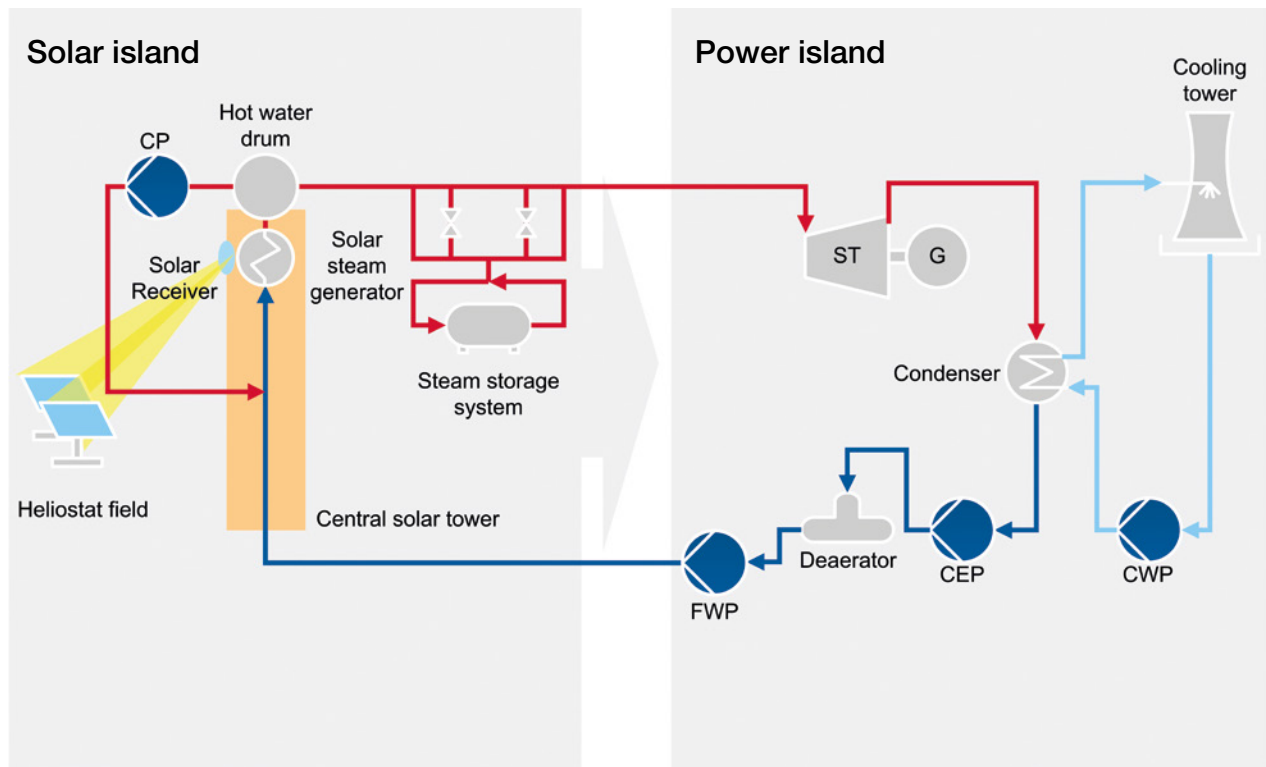 Solar island
Power island
Cooling
tower
Hot water
drum
CP
Solar
Receiver
Solar
steam
generator
ST
G
Condenser
Steam storage
system
Heliostat field
Central solar tower
Deaerator
CEP
CWP
FWP